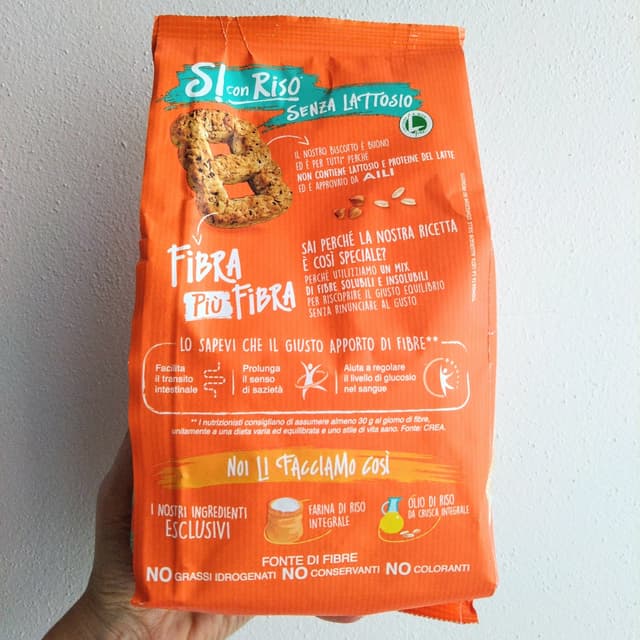 SÌ con RISO
SENZA LATTOSIO
IL NOSTRO BISCOTTO È BUONO
ED È PER TUTTI* PERCHÉ
NON CONTIENE LATTOSIO E PROTEINE DEL LATTE
ED È APPROVATO DA AILI
FIBRA
PIÙ FIBRA
SAI PERCHÉ LA NOSTRA RICETTA
È COSÌ SPECIALE?
PERCHÉ UTILIZZIAMO UN MIX
DI FIBRE SOLUBILI E INSOLUBILI
PER RISCOPRIRE IL GIUSTO EQUILIBRIO
SENZA RINUNCIARE AL GUSTO
LO SAPEVI CHE IL GIUSTO APPORTO DI FIBRE**
Facilita
il transito
intestinale
Prolunga
il senso
di sazietà
Aiuta a regolare
il livello di glucosio
nel sangue
** I nutrizionisti consigliano di assumere almeno 30 g al giorno di fibre,
unitamente a una dieta varia ed equilibrata e uno stile di vita sano. Fonte: CREA.
NOI LI FACCIAMO COSÌ
I NOSTRI INGREDIENTI
ESCLUSIVI
FARINA DI RISO
INTEGRALE
OLIO DI RISO
DA CRUSCA INTEGRALE
FONTE DI FIBRE
NO GRASSI IDROGENATI NO CONSERVANTI NO COLORANTI